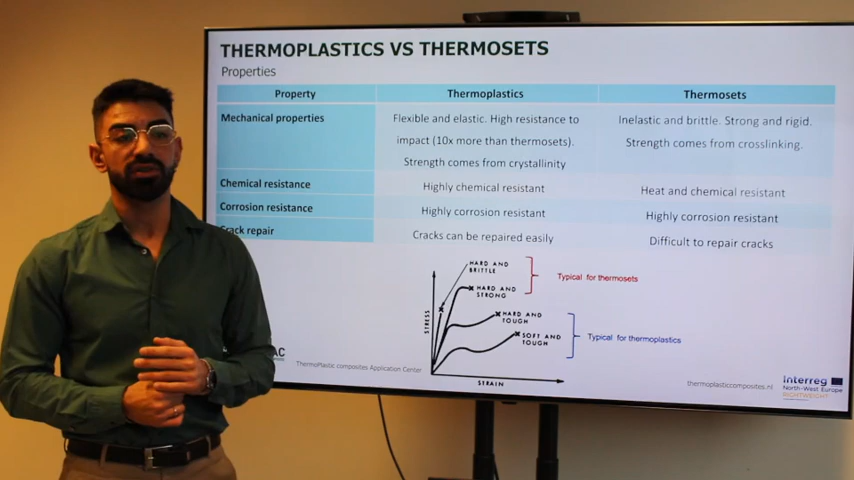 THERMOPLASTICS VS THERMOSETS
Properties
Property
Thermoplastics
Thermosets
Mechanical properties
Flexible and elastic. High resistance to
impact (10x more than thermosets).
Strength comes from crystallinity
Inelastic and brittle. Strong and rigid.
Strength comes from crosslinking.
Chemical resistance
Highly chemical resistant
Heat and chemical resistant
Corrosion resistance
Highly corrosion resistant
Highly corrosion resistant
Crack repair
Cracks can be repaired easily
Difficult to repair cracks
HARD AND
BRITTLE
HARD AND
STRONG
Typical for thermosets
HARD AND
TOUGH
SOFT AND
TOUGH
Typical for thermoplastics
STRESS
STRAIN
AC
ThermoPlastic composites Application Center
thermoplasticcomposites.nl
Interreg
North-West Europe
RIGHTWEIGHT